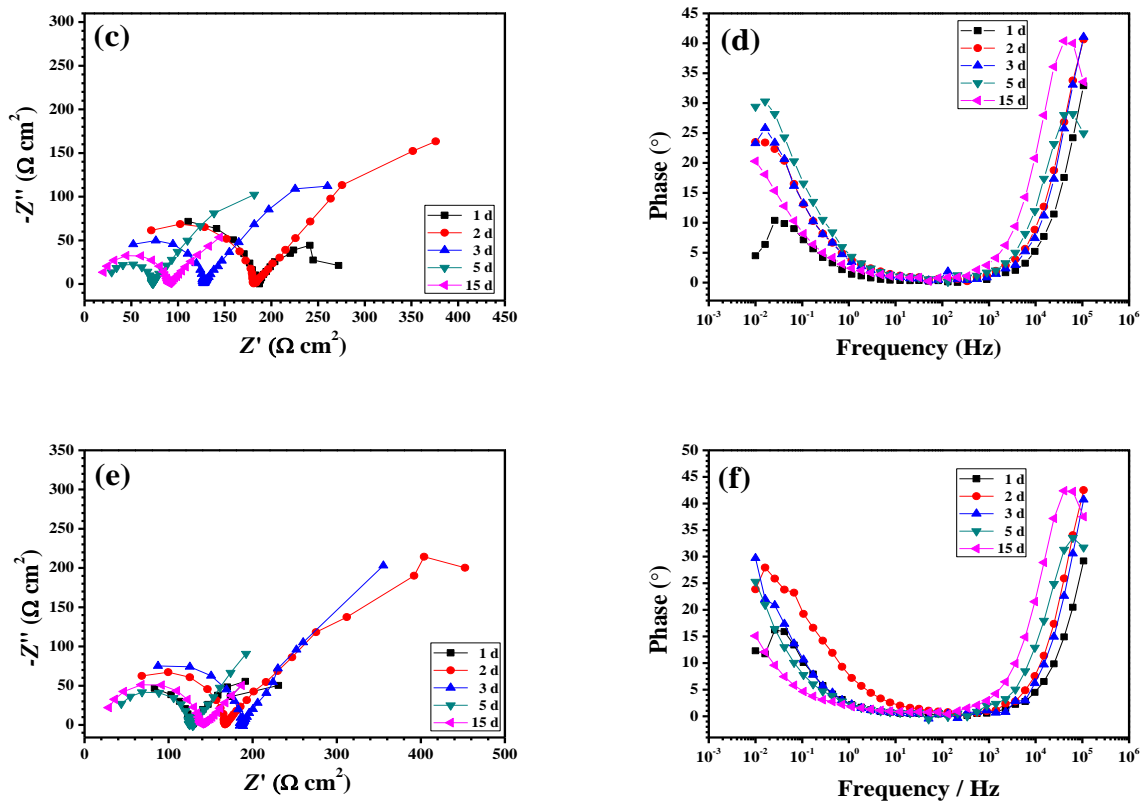 (c)
300
250
200
150
100
50
0
-Z'' (Ω cm²)
0 50 100 150 200 250 300 350 400 450
Z' (Ω cm²)
1 d
2 d
3 d
5 d
15 d
(d)
45
40
35
30
25
20
15
10
5
0
Phase (°)
10⁻³ 10⁻² 10⁻¹ 10⁰ 10¹ 10² 10³ 10⁴ 10⁵ 10⁶
Frequency (Hz)
1 d
2 d
3 d
5 d
15 d
(e)
350
300
250
200
150
100
50
0
-Z'' (Ω cm²)
0 50 100 150 200 250 300 350 400 450 500
Z' (Ω cm²)
1 d
2 d
3 d
5 d
15 d
(f)
50
45
40
35
30
25
20
15
10
5
0
Phase (°)
10⁻³ 10⁻² 10⁻¹ 10⁰ 10¹ 10² 10³ 10⁴ 10⁵ 10⁶
Frequency / Hz
1 d
2 d
3 d
5 d
15 d